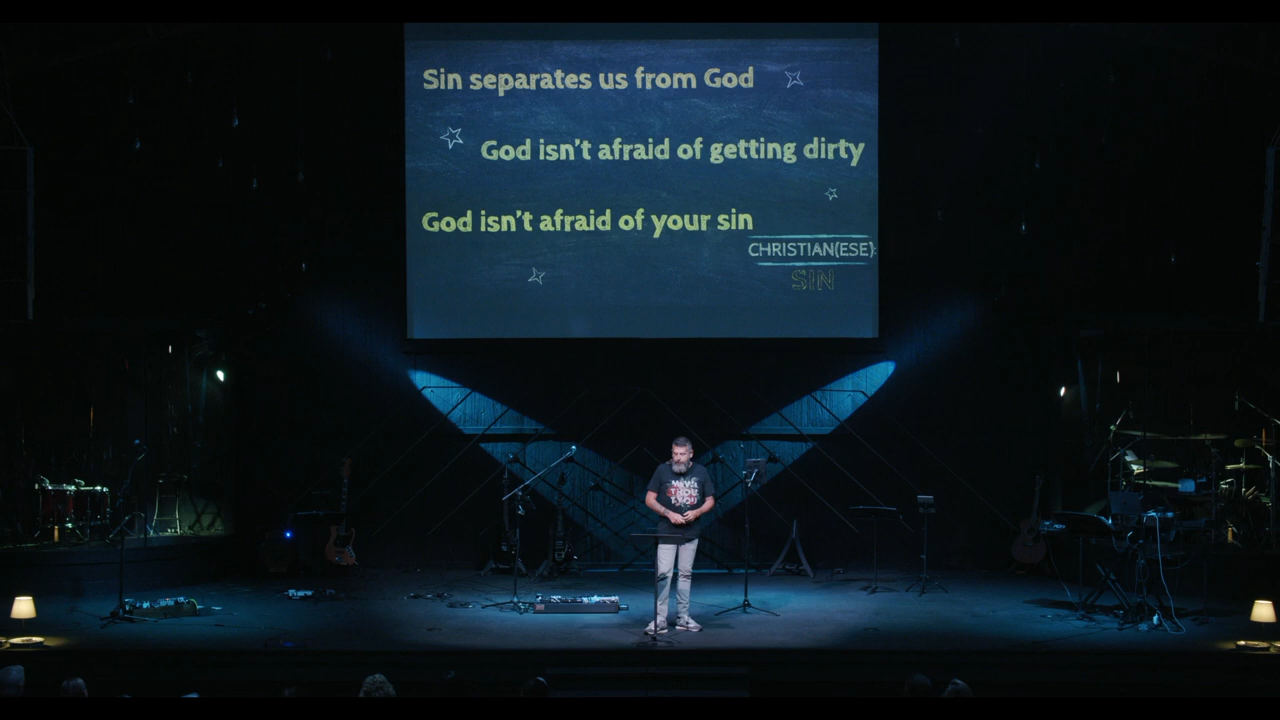 Sin separates us from God
God isn't afraid of getting dirty
God isn't afraid of your sin
CHRISTIAN(ESE):
SIN